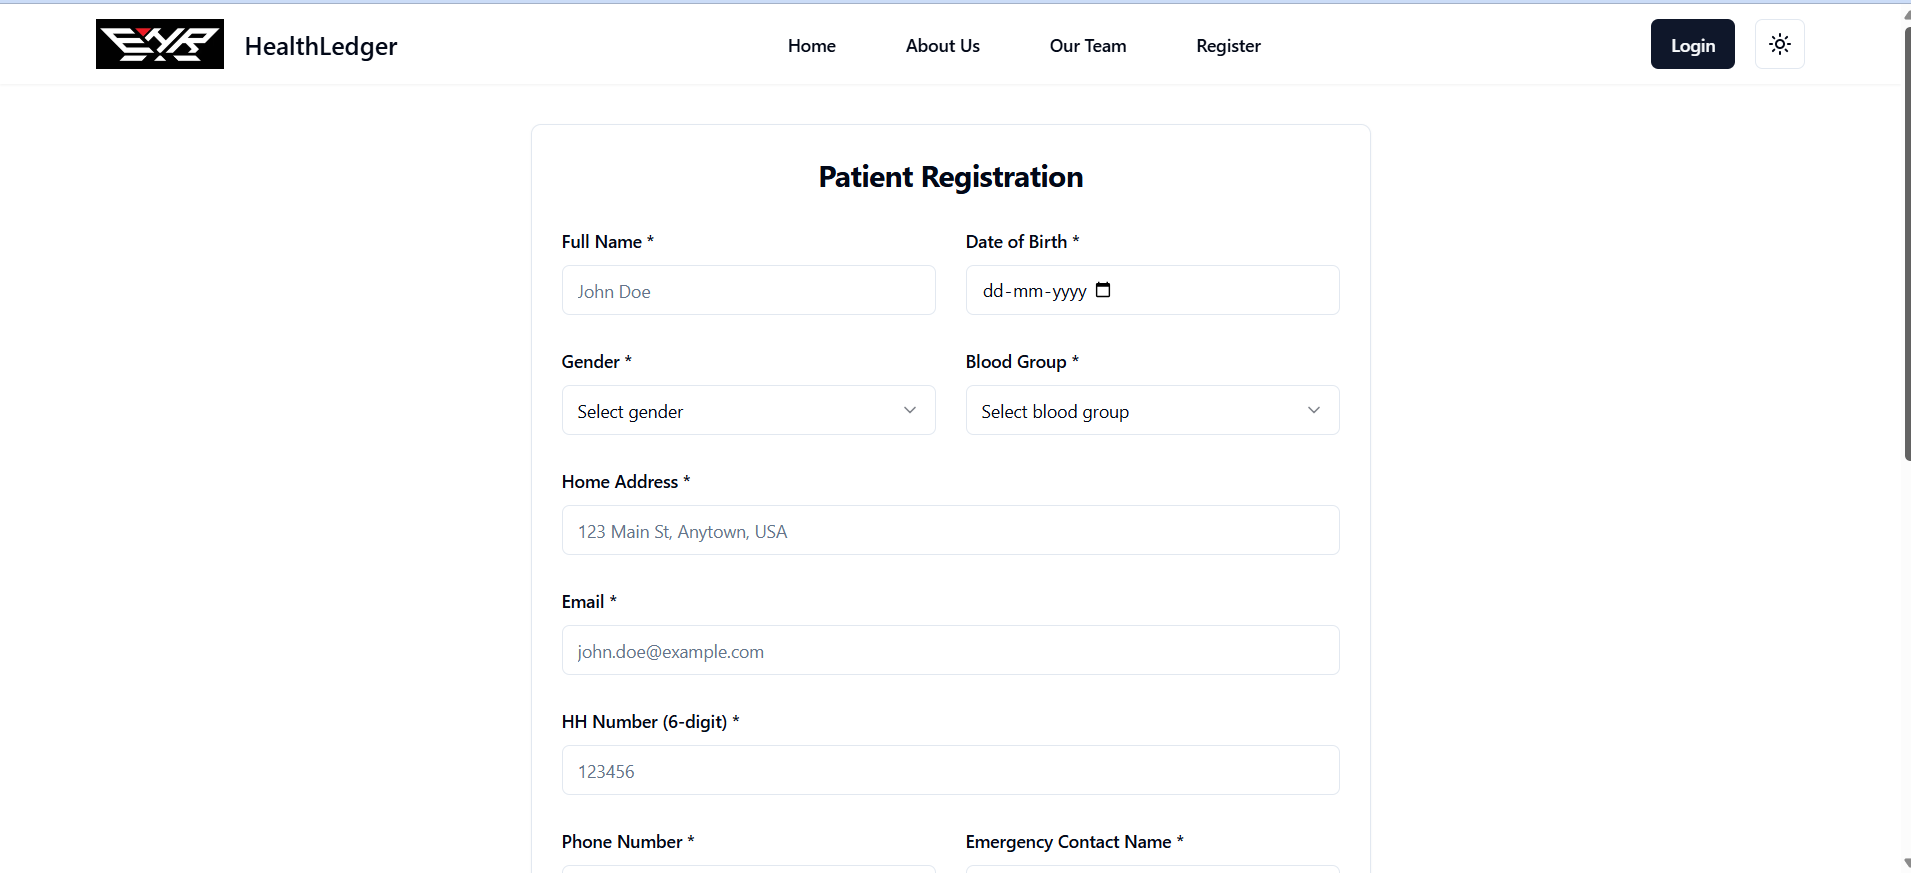 HealthLedger
Home
About Us
Our Team
Register
Login
Patient Registration
Full Name *
Date of Birth *
John Doe
dd-mm-yyyy
Gender *
Blood Group *
Select gender
Select blood group
Home Address *
123 Main St, Anytown, USA
Email *
john.doe@example.com
HH Number (6-digit) *
123456
Phone Number *
Emergency Contact Name *